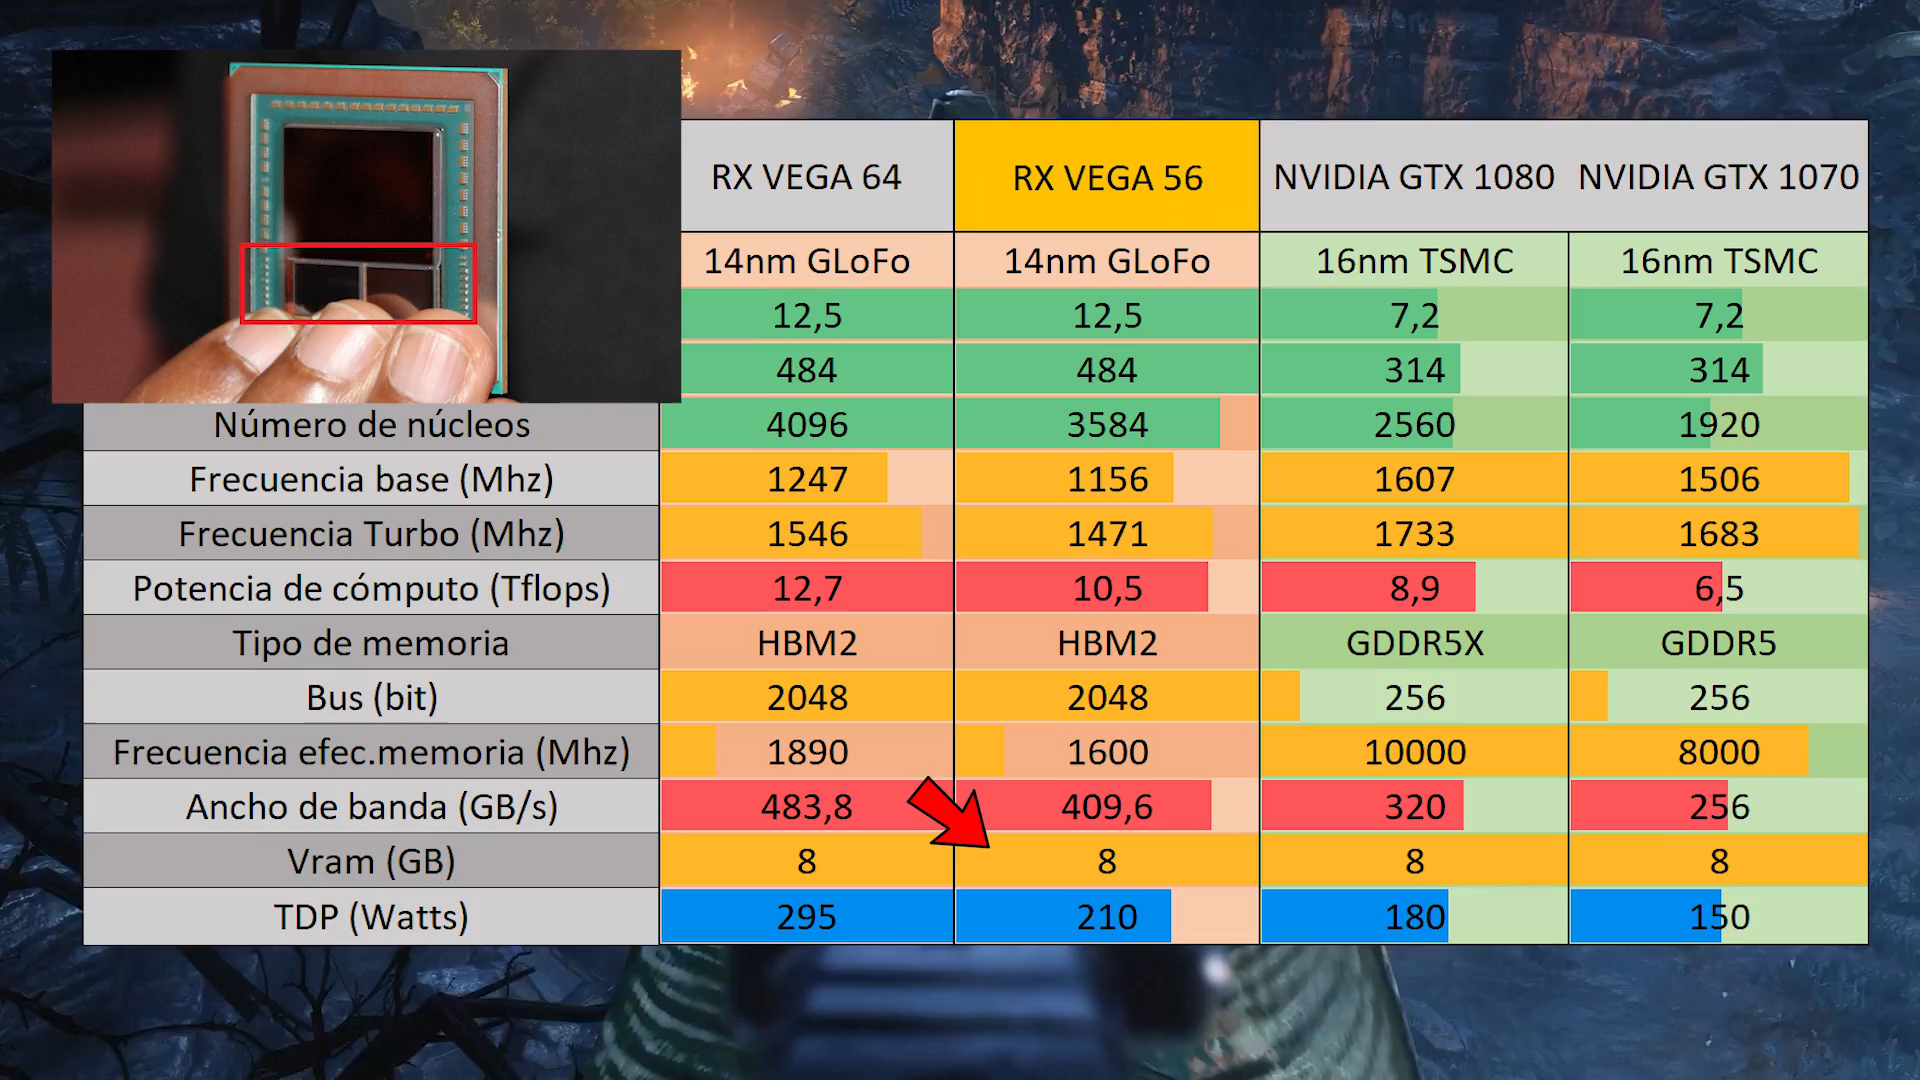 RX VEGA 64 RX VEGA 56 NVIDIA GTX 1080 NVIDIA GTX 1070
14nm GLoFo 14nm GLoFo 16nm TSMC 16nm TSMC
12,5 12,5 7,2 7,2
484 484 314 314
Número de núcleos 4096 3584 2560 1920
Frecuencia base (Mhz) 1247 1156 1607 1506
Frecuencia Turbo (Mhz) 1546 1471 1733 1683
Potencia de cómputo (Tflops) 12,7 10,5 8,9 6,5
Tipo de memoria HBM2 HBM2 GDDR5X GDDR5
Bus (bit) 2048 2048 256 256
Frecuencia efec.memoria (Mhz) 1890 1600 10000 8000
Ancho de banda (GB/s) 483,8 409,6 320 256
Vram (GB) 8 8 8 8
TDP (Watts) 295 210 180 150